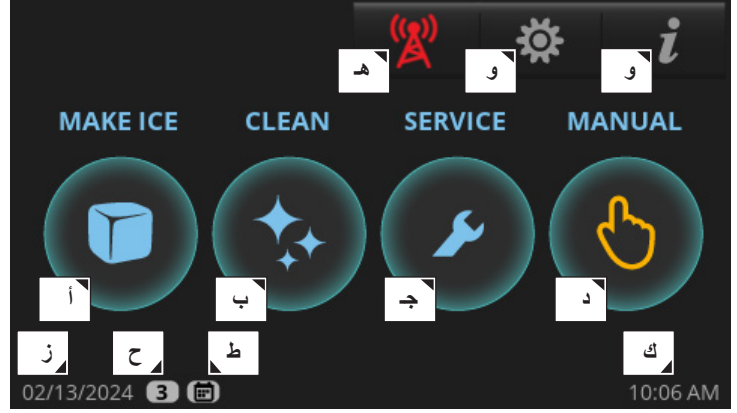 هـ و و
MAKE ICE CLEAN SERVICE MANUAL
أ ب جـ د
ز ح ط ك
02/13/2024 3 10:06 AM